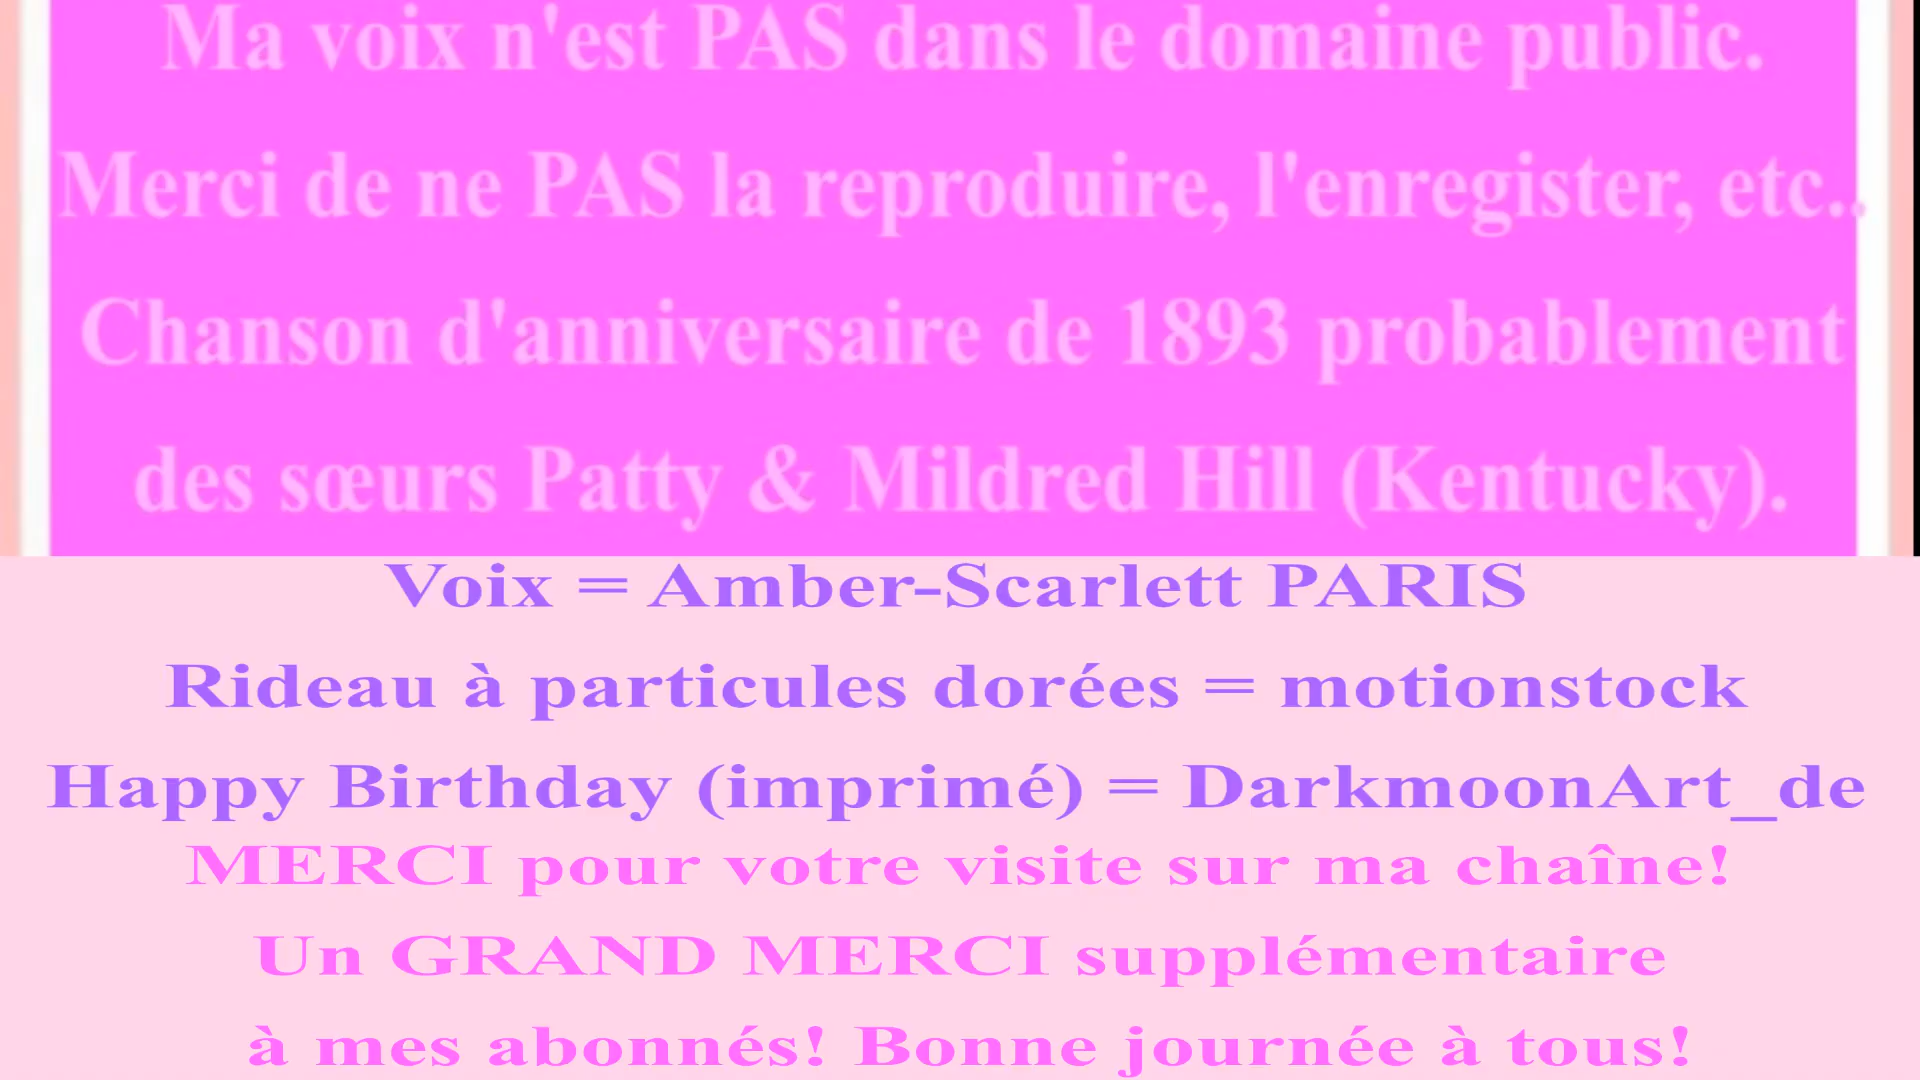 Ma voix n'est PAS dans le domaine public.
Merci de ne PAS la reproduire, l'enregister, etc..
Chanson d'anniversaire de 1893 probablement
des sœurs Patty & Mildred Hill (Kentucky).
Voix = Amber-Scarlett PARIS
Rideau à particules dorées = motionstock
Happy Birthday (imprimé) = DarkmoonArt_de
MERCI pour votre visite sur ma chaîne!
Un GRAND MERCI supplémentaire
à mes abonnés! Bonne journée à tous!